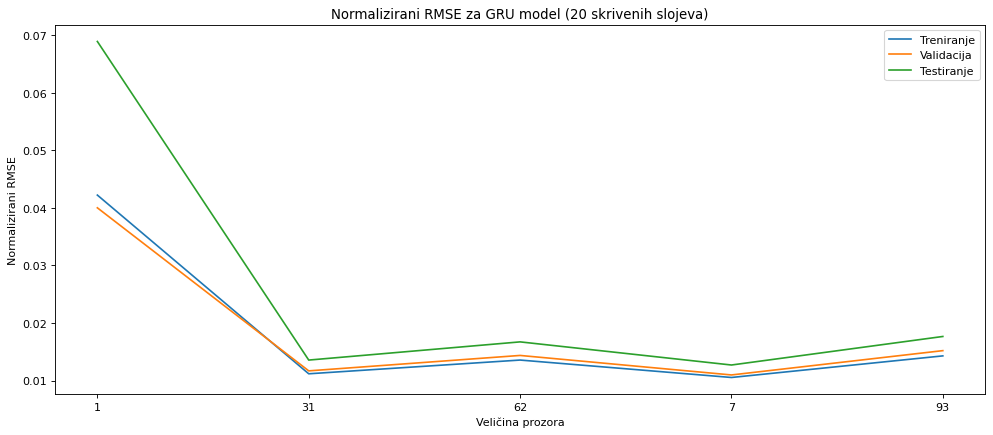 Normalizirani RMSE za GRU model (20 skrivenih slojeva)
Treniranje
Validacija
Testiranje
Normalizirani RMSE
0.07
0.06
0.05
0.04
0.03
0.02
0.01
1 31 62 7 93
Veličina prozora